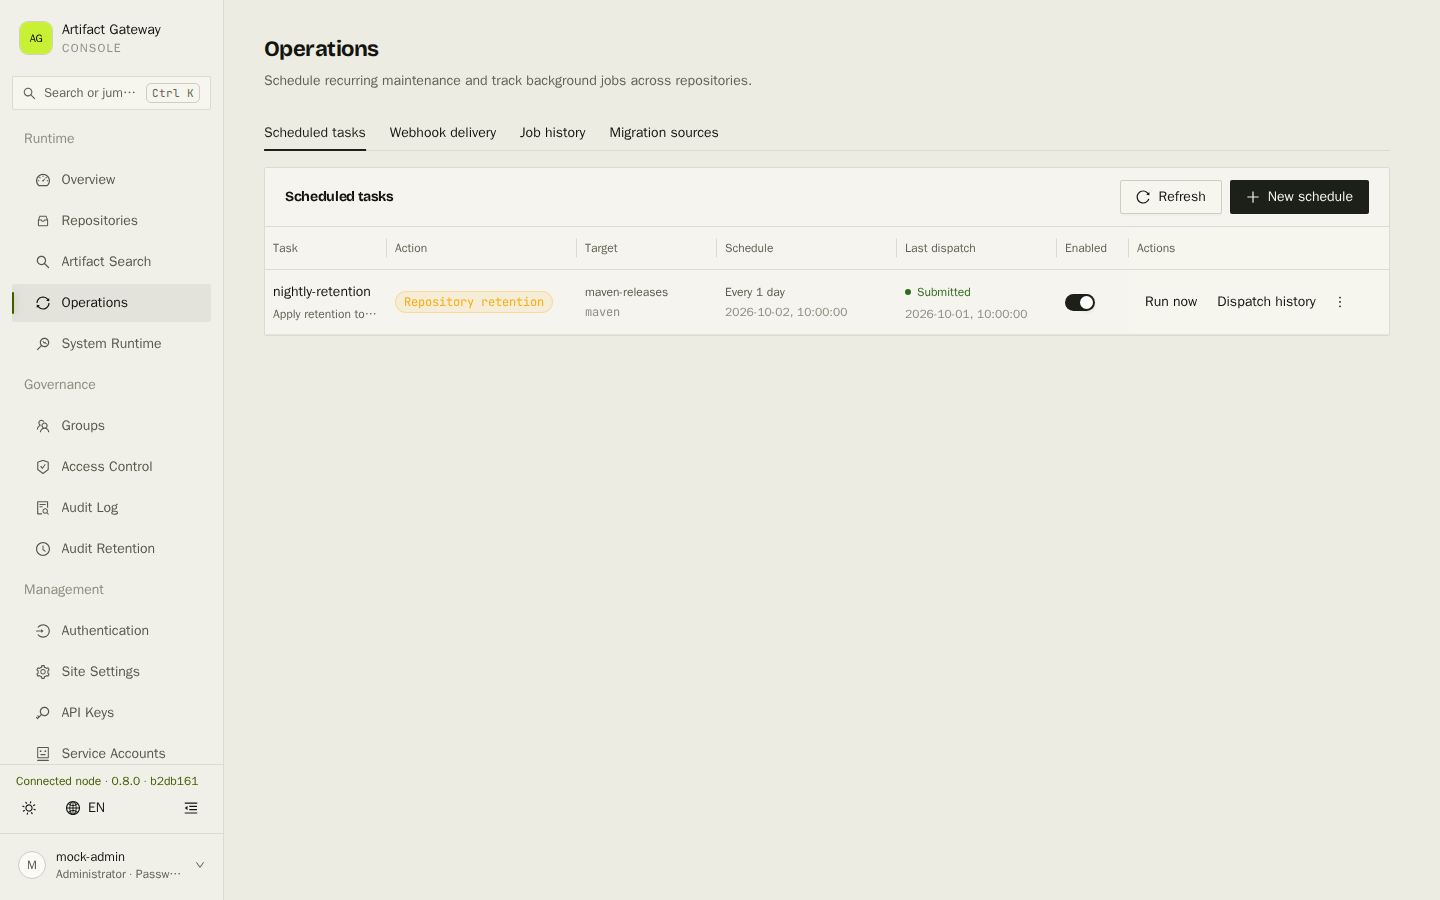 AG
Artifact Gateway
CONSOLE
Search or jum···
Ctrl K
Runtime
Overview
Repositories
Artifact Search
Operations
System Runtime
Governance
Groups
Access Control
Audit Log
Audit Retention
Management
Authentication
Site Settings
API Keys
Service Accounts
Connected node · 0.8.0 · b2db161
EN
M
mock-admin
Administrator · Passw···
Operations
Schedule recurring maintenance and track background jobs across repositories.
Scheduled tasks Webhook delivery Job history Migration sources
Scheduled tasks
Refresh
New schedule
Task Action Target Schedule Last dispatch Enabled Actions
nightly-retention
Apply retention to···
Repository retention
maven-releases
maven
Every 1 day
2026-10-02, 10:00:00
Submitted
2026-10-01, 10:00:00
Run now
Dispatch history